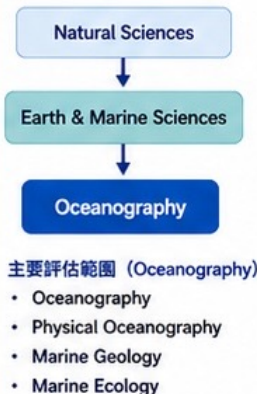 Natural Sciences
Earth & Marine Sciences
Oceanography
主要評估範圍（Oceanography）
• Oceanography
• Physical Oceanography
• Marine Geology
• Marine Ecology